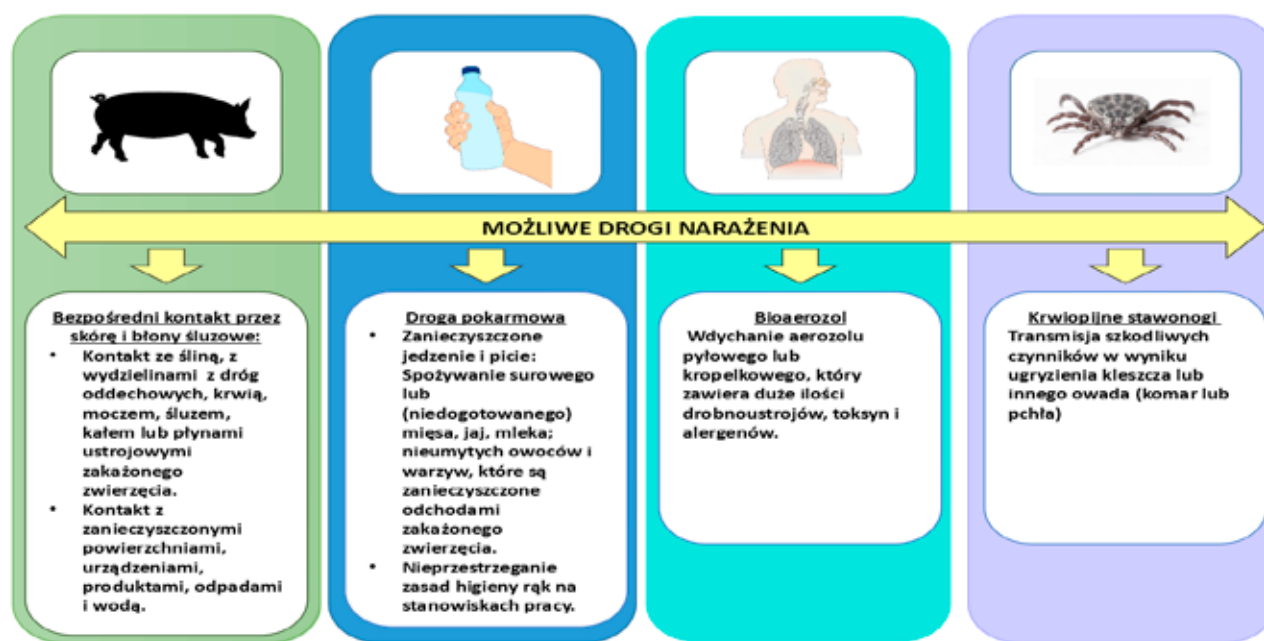 MOŻLIWE DROGI NARAŻENIA
Bezpośredni kontakt przez
skórę i błony śluzowe:
• Kontakt ze śliną, z
wydzielinami z dróg
oddechowych, krwią,
moczem, śluzem,
kałem lub płynami
ustrojowymi
zakażonego
zwierzęcia.
• Kontakt z
zanieczyszczonymi
powierzchniami,
urządzeniami,
produktami, odpadami
i wodą.
Droga pokarmowa
• Zanieczyszczone
jedzenie i picie:
Spożywanie surowego
lub
(niedogotowanego)
mięsa, jaj, mleka;
nieumytych owoców i
warzyw, które są
zanieczyszczone
odchodami
zakażonego
zwierzęcia.
• Nieprzestrzeganie
zasad higieny rąk na
stanowiskach pracy.
Bioaerozol
Wdychanie aerozolu
pyłowego lub
kropelkowego, który
zawiera duże ilości
drobnoustrojów, toksyn i
alergenów.
Krwiopijne stawonogi
Transmisja szkodliwych
czynników w wyniku
ugryzienia kleszcza lub
innego owada (komar lub
pchła)